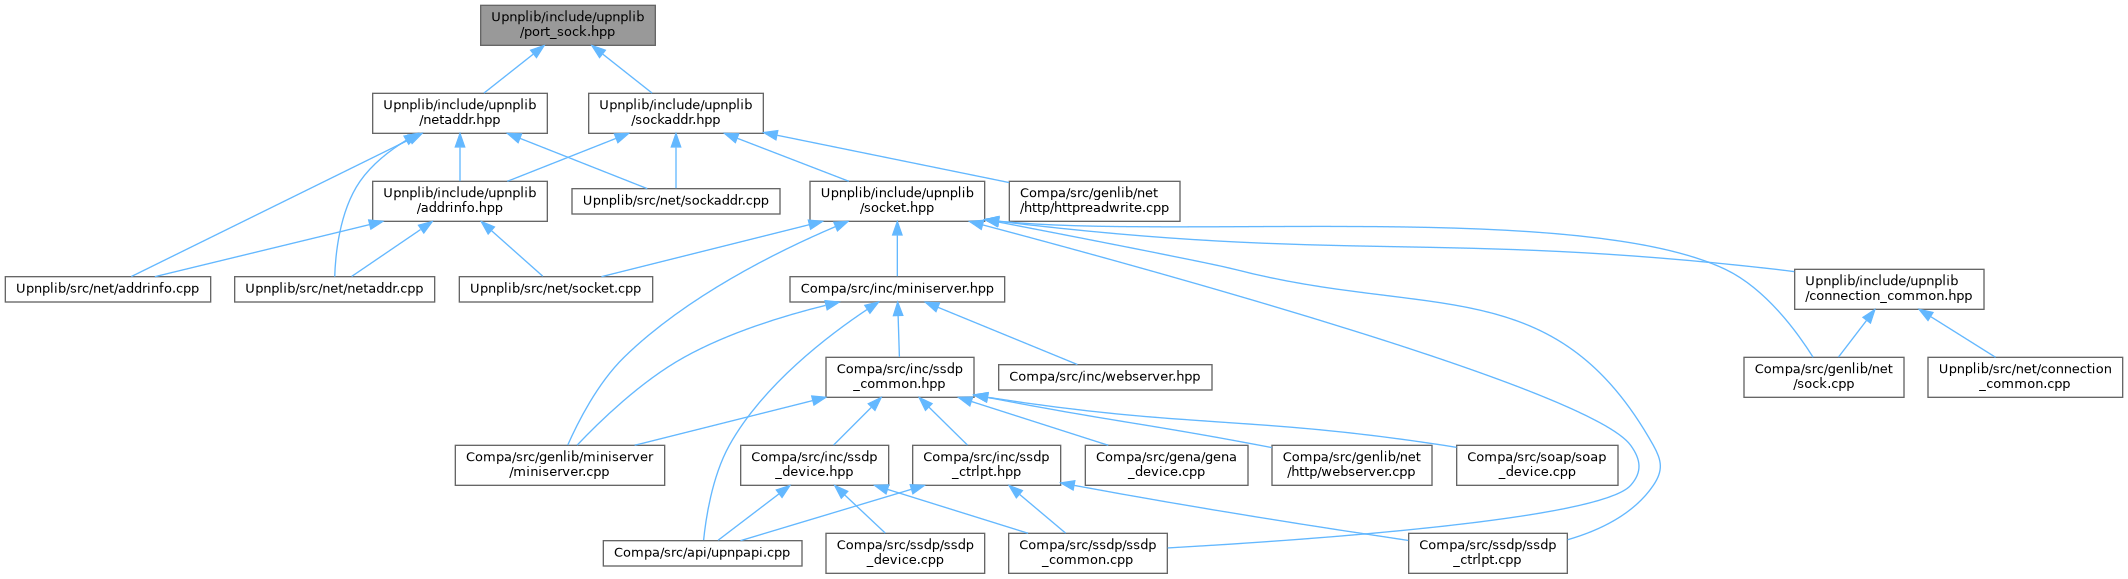 Upnplib/include/upnplib
/port_sock.hpp
Upnplib/include/upnplib
/netaddr.hpp
Upnplib/include/upnplib
/sockaddr.hpp
Upnplib/include/upnplib
/addrinfo.hpp
Upnplib/src/net/sockaddr.cpp
Upnplib/include/upnplib
/socket.hpp
Compa/src/genlib/net
/http/httpreadwrite.cpp
Upnplib/src/net/addrinfo.cpp
Upnplib/src/net/netaddr.cpp
Upnplib/src/net/socket.cpp
Compa/src/inc/miniserver.hpp
Upnplib/include/upnplib
/connection_common.hpp
Compa/src/inc/ssdp
_common.hpp
Compa/src/inc/webserver.hpp
Compa/src/genlib/net
/sock.cpp
Upnplib/src/net/connection
_common.cpp
Compa/src/genlib/miniserver
/miniserver.cpp
Compa/src/inc/ssdp
_device.hpp
Compa/src/inc/ssdp
_ctrlpt.hpp
Compa/src/gena/gena
_device.cpp
Compa/src/genlib/net
/http/webserver.cpp
Compa/src/soap/soap
_device.cpp
Compa/src/api/upnpapi.cpp
Compa/src/ssdp/ssdp
_device.cpp
Compa/src/ssdp/ssdp
_common.cpp
Compa/src/ssdp/ssdp
_ctrlpt.cpp